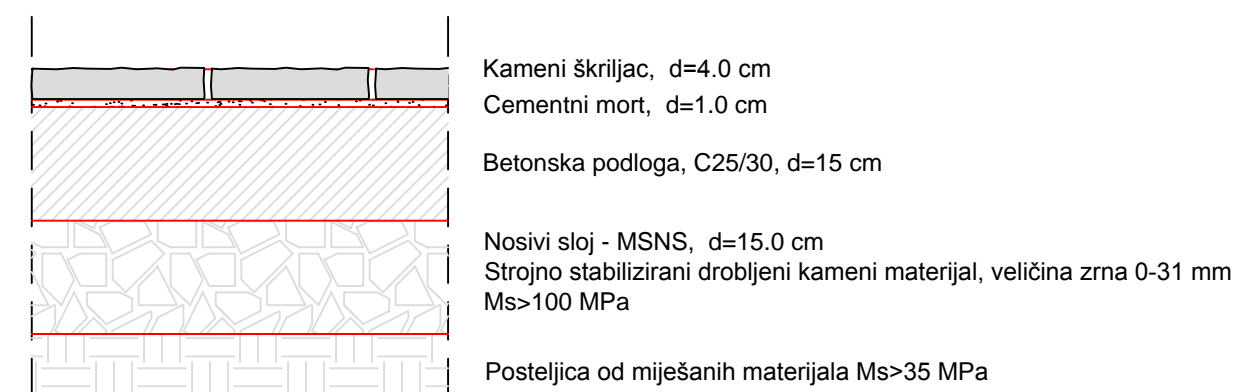 Kameni škriljac, d=4.0 cm
Cementni mort, d=1.0 cm
Betonska podloga, C25/30, d=15 cm
Nosivi sloj - MSNS, d=15.0 cm
Strojno stabilizirani drobljeni kameni materijal, veličina zrna 0-31 mm
Ms>100 MPa
Posteljica od miješanih materijala Ms>35 MPa